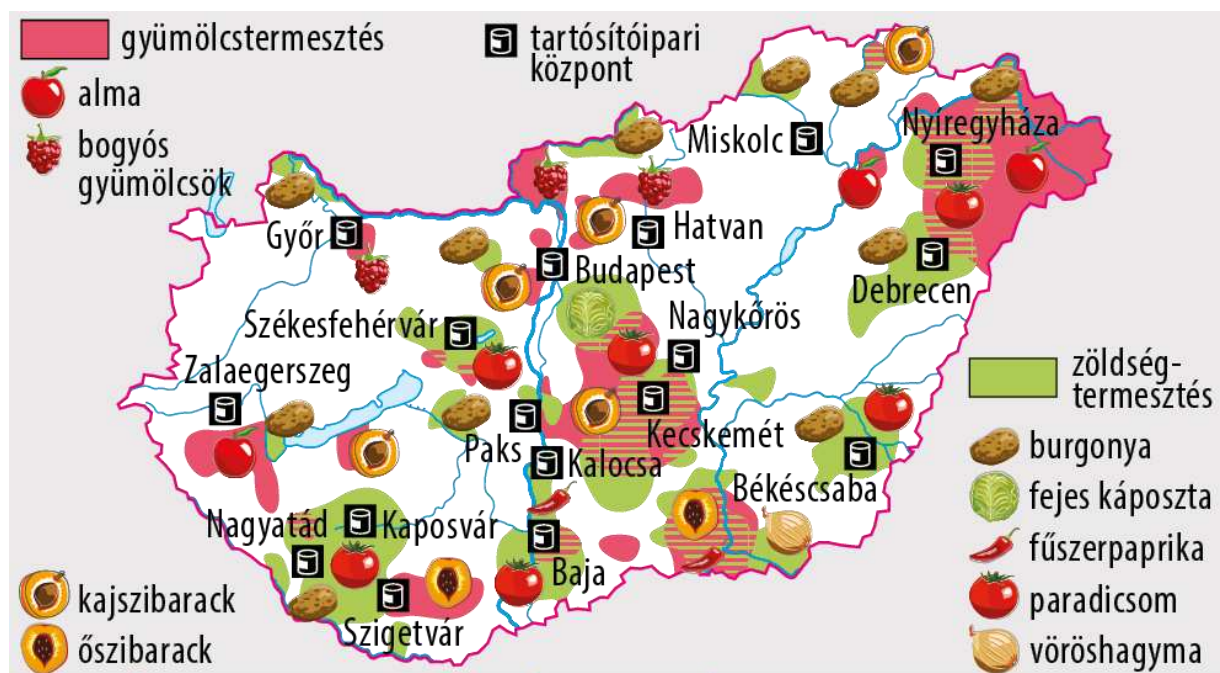 gyümölcstermesztés
alma
bogyós
gyümölcsök
tartósítóipari
központ
Miskolc
Nyíregyháza
Győr
Hatvan
Budapest
Debrecen
Székesfehérvár
Nagykőrös
Zalaegerszeg
Kecskemét
Paks
Kalocsa
Békéscsaba
Nagyatád
Kaposvár
Baja
Szigetvár
kajszibarack
őszibarack
zöldség-
termesztés
burgonya
fejes káposzta
fűszerpaprika
paradicsom
vöröshagyma